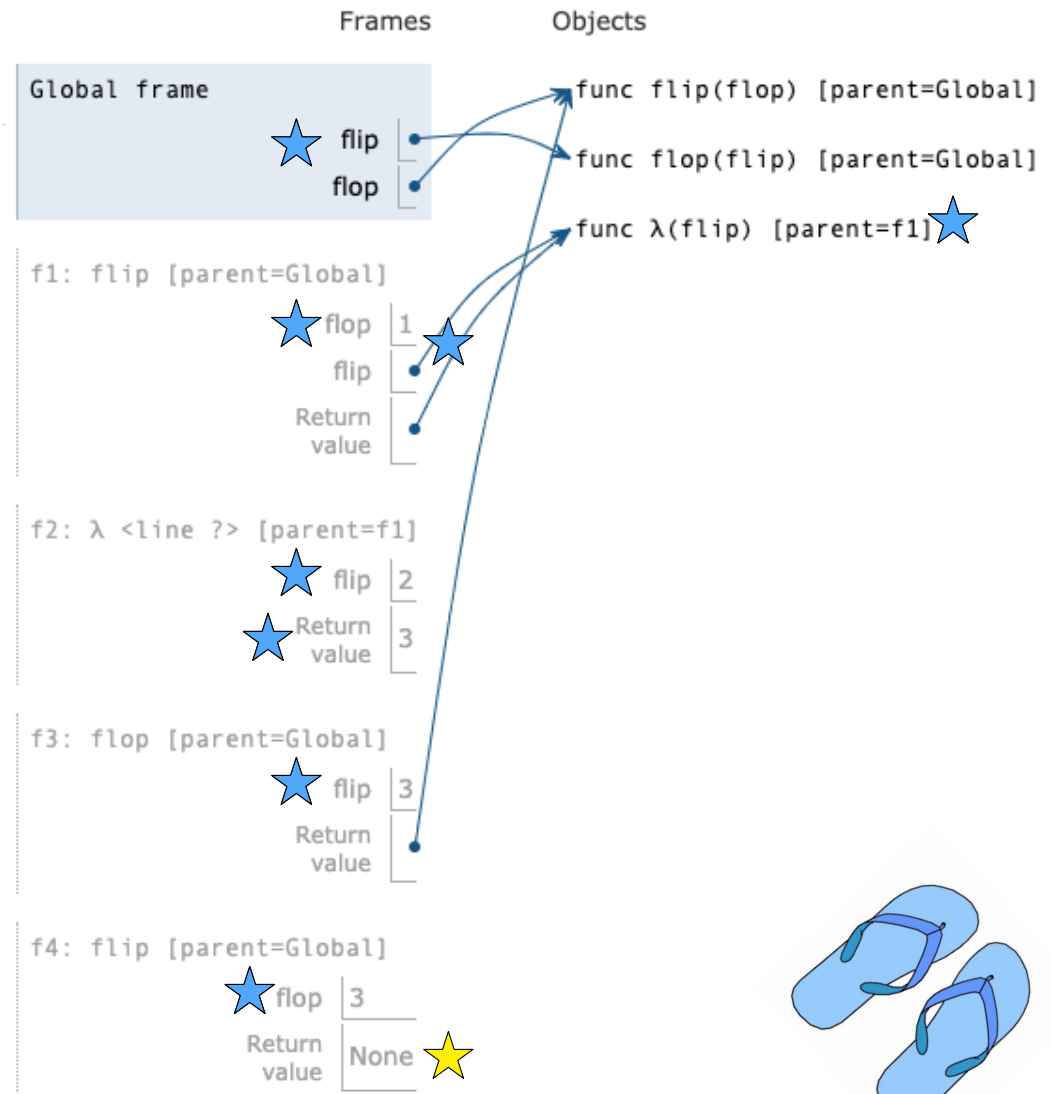 Frames Objects
Global frame
flip
flop
func flip(flop) [parent=Global]
func flop(flip) [parent=Global]
func λ(flip) [parent=f1]
f1: flip [parent=Global]
flop 1
flip
Return
value
f2: λ <line ?> [parent=f1]
flip 2
Return
value 3
f3: flop [parent=Global]
flip 3
Return
value
f4: flip [parent=Global]
flop 3
Return
value None